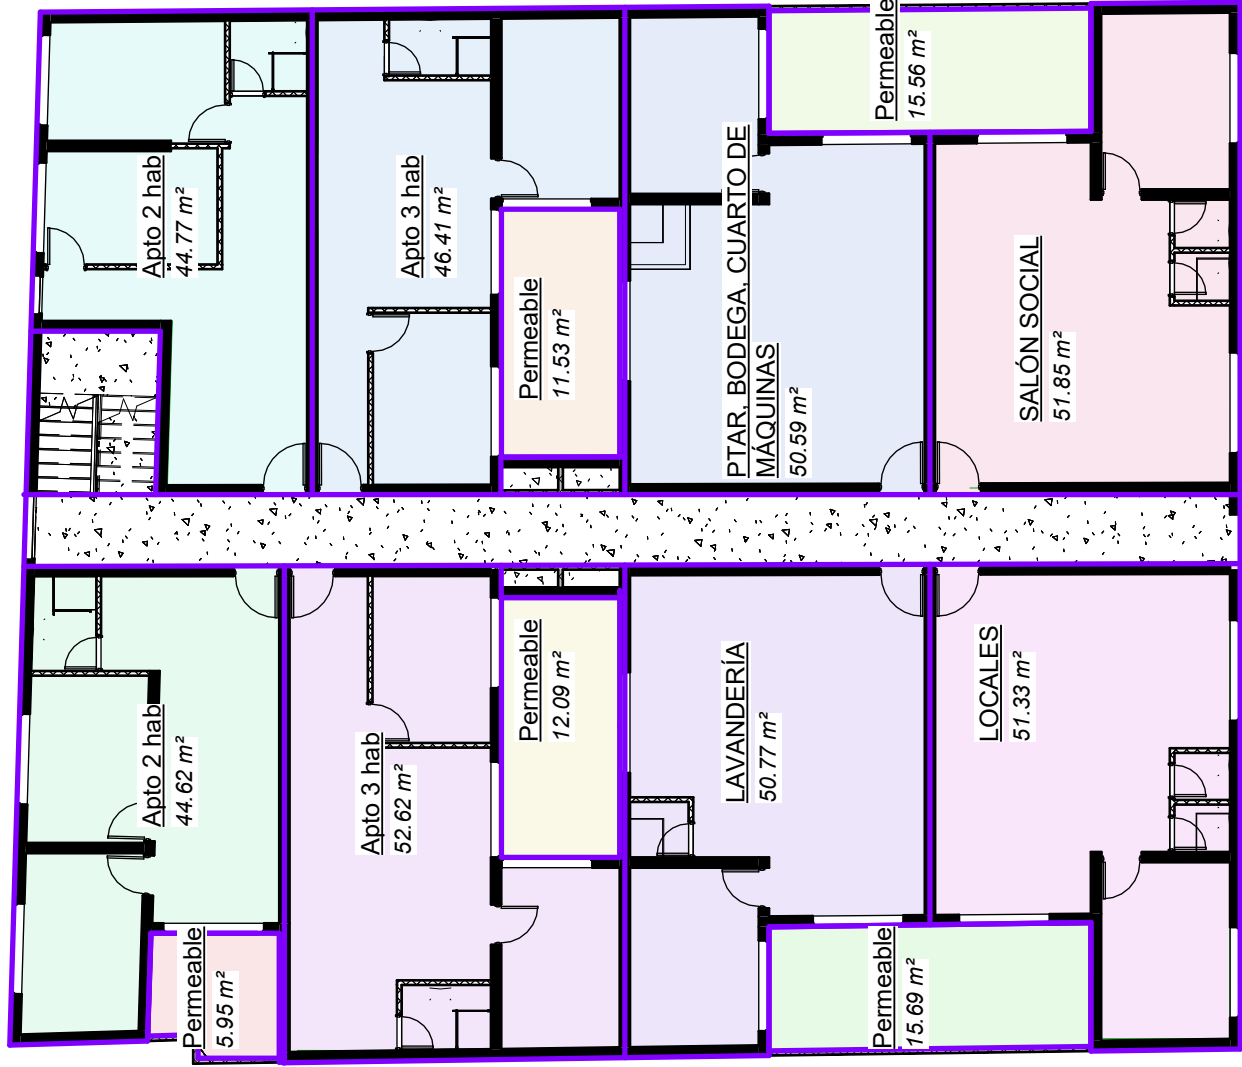 Apto 2 hab
44.77 m²
Apto 3 hab
46.41 m²
Permeable
11.53 m²
PTAR, BODEGA, CUARTO DE
MÁQUINAS
50.59 m²
Permeable
15.56 m²
SALÓN SOCIAL
51.85 m²
Apto 2 hab
44.62 m²
Permeable
5.95 m²
Apto 3 hab
52.62 m²
Permeable
12.09 m²
LAVANDERÍA
50.77 m²
Permeable
15.69 m²
LOCALES
51.33 m²